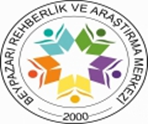 BEYPAZARI REHBERLİK VE ARAŞTIRMA MERKEZİ
2000